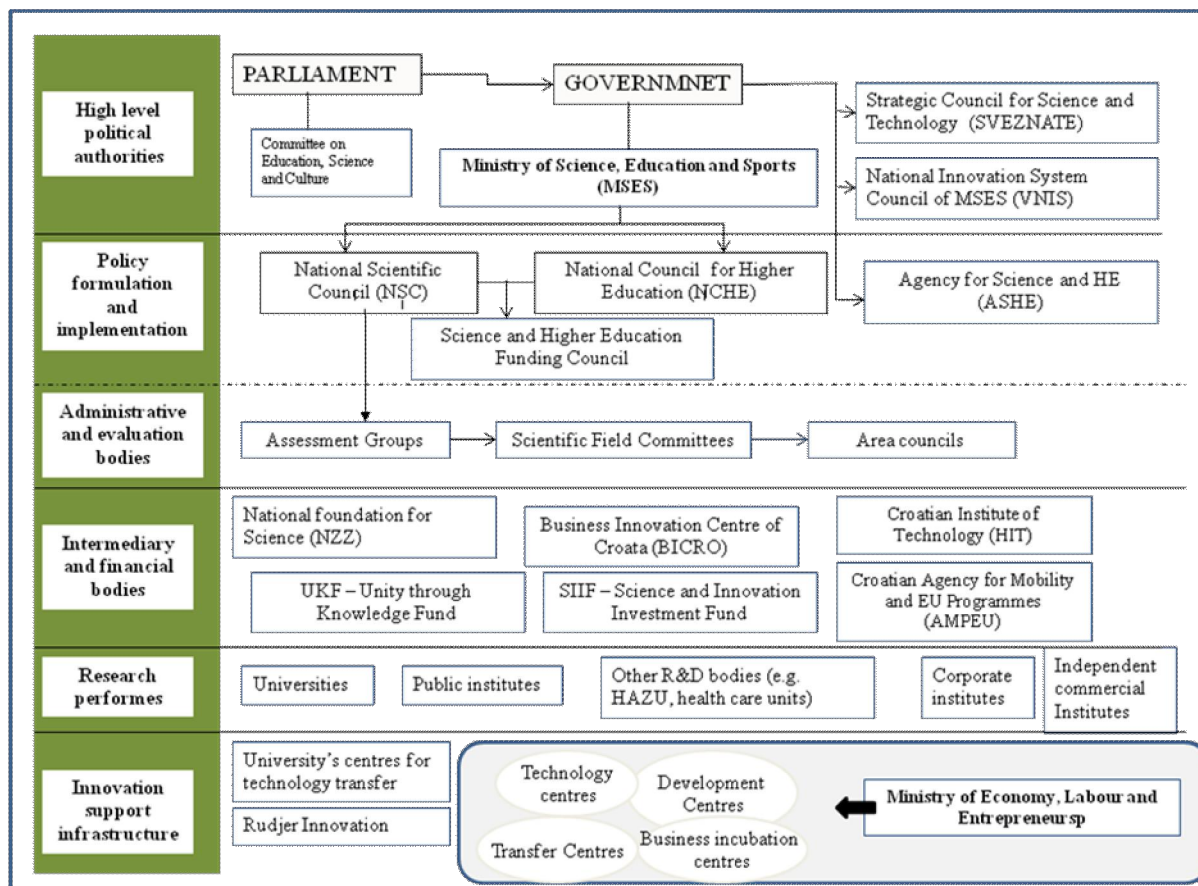 High level
political
authorities
PARLIAMENT
GOVERNMNET
Committee on
Education, Science
and Culture
Ministry of Science, Education and Sports
(MSES)
Strategic Council for Science and
Technology (SVEZNATE)
National Innovation System
Council of MSES (VNIS)
Policy
formulation
and
implementation
National Scientific
Council (NSC)
National Council for Higher
Education (NCHE)
Agency for Science and HE
(ASHE)
Science and Higher Education
Funding Council
Administrative
and evaluation
bodies
Assessment Groups
Scientific Field Committees
Area councils
Intermediary
and financial
bodies
National foundation for
Science (NZZ)
Business Innovation Centre of
Croata (BICRO)
Croatian Institute of
Technology (HIT)
UKF – Unity through
Knowledge Fund
SIIF – Science and Innovation
Investment Fund
Croatian Agency for Mobility
and EU Programmes
(AMPEU)
Research
performes
Universities
Public institutes
Other R&D bodies (e.g.
HAZU, health care units)
Corporate
institutes
Independent
commercial
Institutes
Innovation
support
infrastructure
University's centres for
technology transfer
Rudjer Innovation
Technology
centres
Development
Centres
Transfer Centres
Business incubation
centres
Ministry of Economy, Labour and
Entrepreneursp